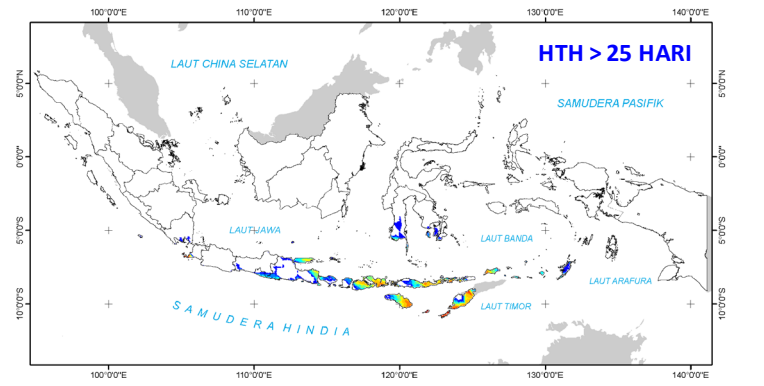 100°0'0"E 110°0'0"E 120°0'0"E 130°0'0"E 140°0'0"E
HTH > 25 HARI
LAUT CHINA SELATAN
5°0'0"N 5°0'0"N
SAMUDERA PASIFIK
0°0'0" 0°0'0"
LAUT JAWA
LAUT BANDA
5°0'0"S 5°0'0"S
LAUT ARAFURA
LAUT TIMOR
10°0'0"S 10°0'0"S
SAMUDERA HINDIA
100°0'0"E 110°0'0"E 120°0'0"E 130°0'0"E 140°0'0"E